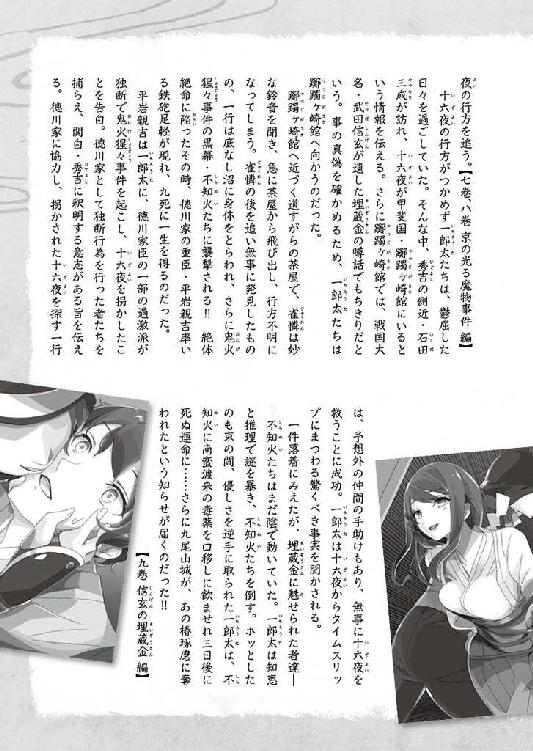 夜の行方を追う。【七巻、八巻 京の光る魔物事件 編】
　十六夜の行方がつかめず一郎太たちは、鬱屈した
日々を過ごしていた。そんな中、秀吉の側近・石田
三成が訪れ、十六夜が甲斐国・躑躅ヶ崎館にいると
いう情報を伝える。さらに躑躅ヶ崎館では、戦国大
名・武田信玄が遺した埋蔵金の噂話でもちきりだと
いう。事の真偽を確かめるため、一郎太たちは
躑躅ヶ崎館へ向かうのだった。
　躑躅ヶ崎館へ近づく道すがらの茶屋で、雀憐は妙
な鈴音を聞き、急に茶屋から飛び出し、行方不明に
なってしまう。雀憐の後を追い無事に発見したもの
の、一行は底なし沼に身体をとらわれ、さらに鬼火
猩々事件の黒幕・不知火たちに襲撃される!!　絶体
絶命に陥ったその時、徳川家の重臣・平岩親吉率い
る鉄砲足軽が現れ、九死に一生を得るのだった。
　平岩親吉は一郎太に、徳川家臣の一部の過激派が
独断で鬼火猩々事件を起こし、十六夜を拐かしたこ
とを告白。徳川家として独断行為を行った者たちを
捕らえ、関白・秀吉に釈明する意志がある旨を伝え
る。徳川家に協力し、拐かされた十六夜を探す一行
は、予想外の仲間の手助けもあり、無事に十六夜を
救うことに成功。一郎太は十六夜からタイムスリッ
プにまつわる驚くべき事実を聞かされる。
　一件落着にみえたが、埋蔵金に魅せられた者達―
―不知火たちはまだ陰で動いていた。一郎太は知恵
と推理で謎を暴き、不知火たちを倒す。ホッとした
のも束の間、優しさを逆手に取られた一郎太は、不
知火に南蛮渡来の毒薬を口移しに飲ませれ三日後に
死ぬ運命に……さらに九尾山城が、あの椿琢磨に奪
われたという知らせが届くのだった!!
【九巻 信玄の埋蔵金 編】